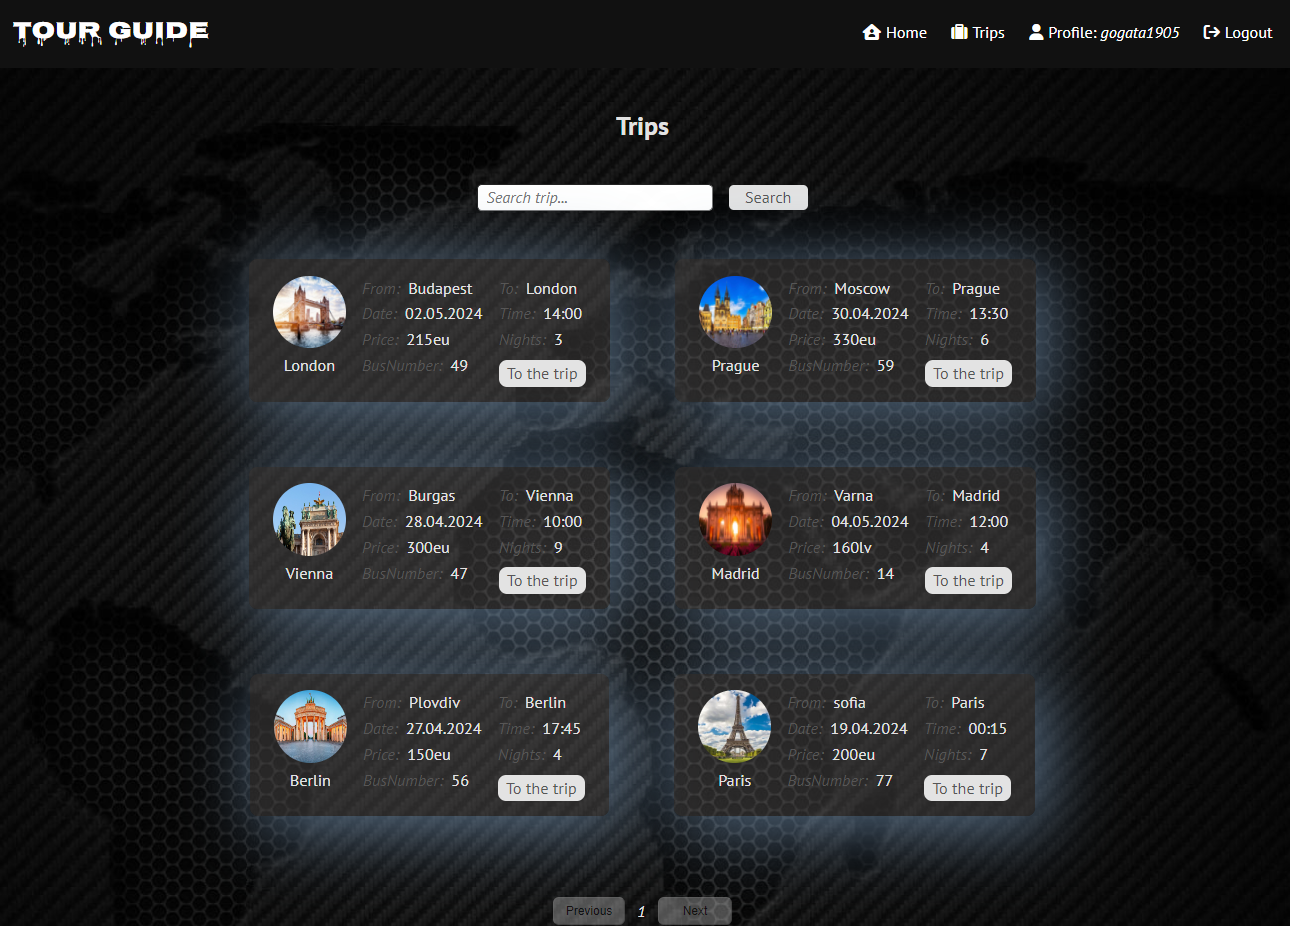 TOUR GUIDE
Home Trips Profile: gogata1905 Logout
Trips
Search trip... Search
From: Budapest To: London
Date: 02.05.2024 Time: 14:00
Price: 215eu Nights: 3
London BusNumber: 49 To the trip
From: Moscow To: Prague
Date: 30.04.2024 Time: 13:30
Price: 330eu Nights: 6
Prague BusNumber: 59 To the trip
From: Burgas To: Vienna
Date: 28.04.2024 Time: 10:00
Price: 300eu Nights: 9
Vienna BusNumber: 47 To the trip
From: Varna To: Madrid
Date: 04.05.2024 Time: 12:00
Price: 160lv Nights: 4
Madrid BusNumber: 14 To the trip
From: Plovdiv To: Berlin
Date: 27.04.2024 Time: 17:45
Price: 150eu Nights: 4
Berlin BusNumber: 56 To the trip
From: sofia To: Paris
Date: 19.04.2024 Time: 00:15
Price: 200eu Nights: 7
Paris BusNumber: 77 To the trip
Previous 1 Next